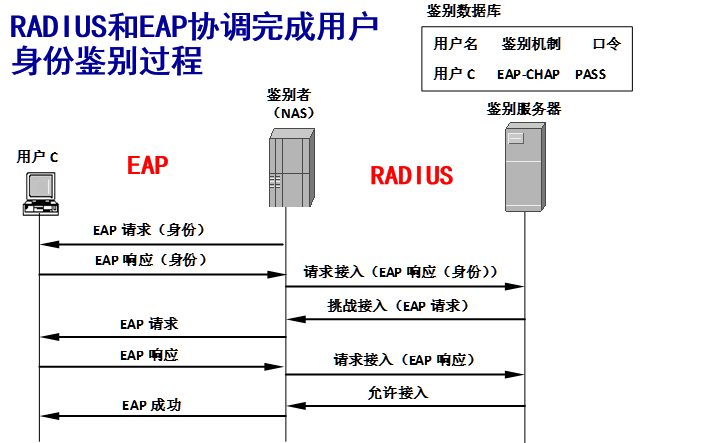 RADIUS和EAP协调完成用户
身份鉴别过程
鉴别数据库
用户名 鉴别机制 口令
用户 C EAP-CHAP PASS
鉴别者
（NAS）
鉴别服务器
用户 C
EAP
RADIUS
EAP 请求（身份）
EAP 响应（身份）
请求接入（EAP 响应（身份））
挑战接入（EAP 请求）
EAP 请求
EAP 响应
请求接入（EAP 响应）
允许接入
EAP 成功